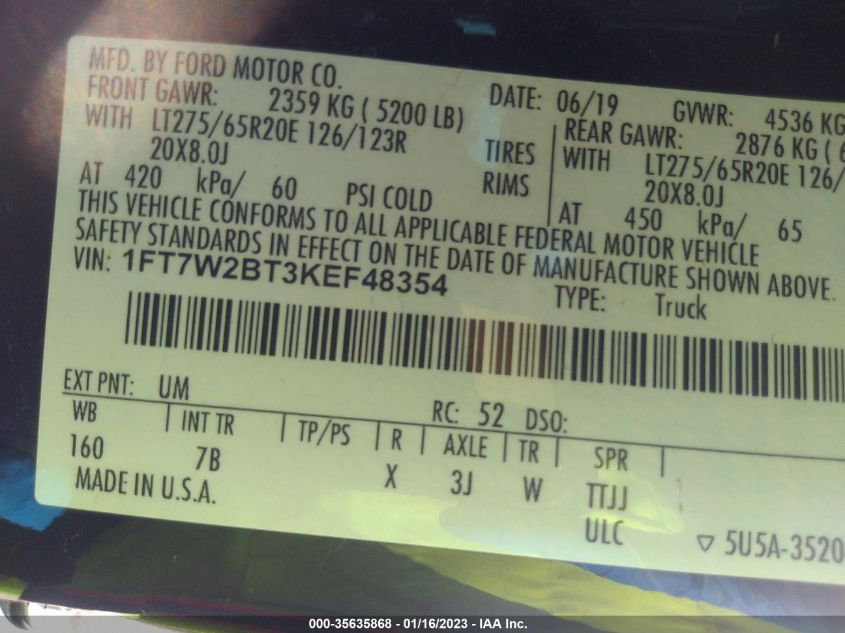 MFD. BY FORD MOTOR CO. DATE: 06/19 GVWR: 4536 KG
FRONT GAWR: 2359 KG ( 5200 LB) REAR GAWR: 2876 KG (
WITH LT275/65R20E 126/123R TIRES WITH LT275/65R20E 126/
20X8.0J RIMS 20X8.0J
AT 420 kPa/ 60 PSI COLD AT 450 kPa/ 65
THIS VEHICLE CONFORMS TO ALL APPLICABLE FEDERAL MOTOR VEHICLE
SAFETY STANDARDS IN EFFECT ON THE DATE OF MANUFACTURE SHOWN ABOVE.
VIN: 1FT7W2BT3KEF48354 TYPE: Truck
EXT PNT: UM RC: 52 DSO:
WB INT TR TP/PS R AXLE TR SPR
160 7B X 3J W TTJJ
MADE IN U.S.A. ULC ▽ 5U5A-3520
000-35635868 - 01/16/2023 - IAA Inc.